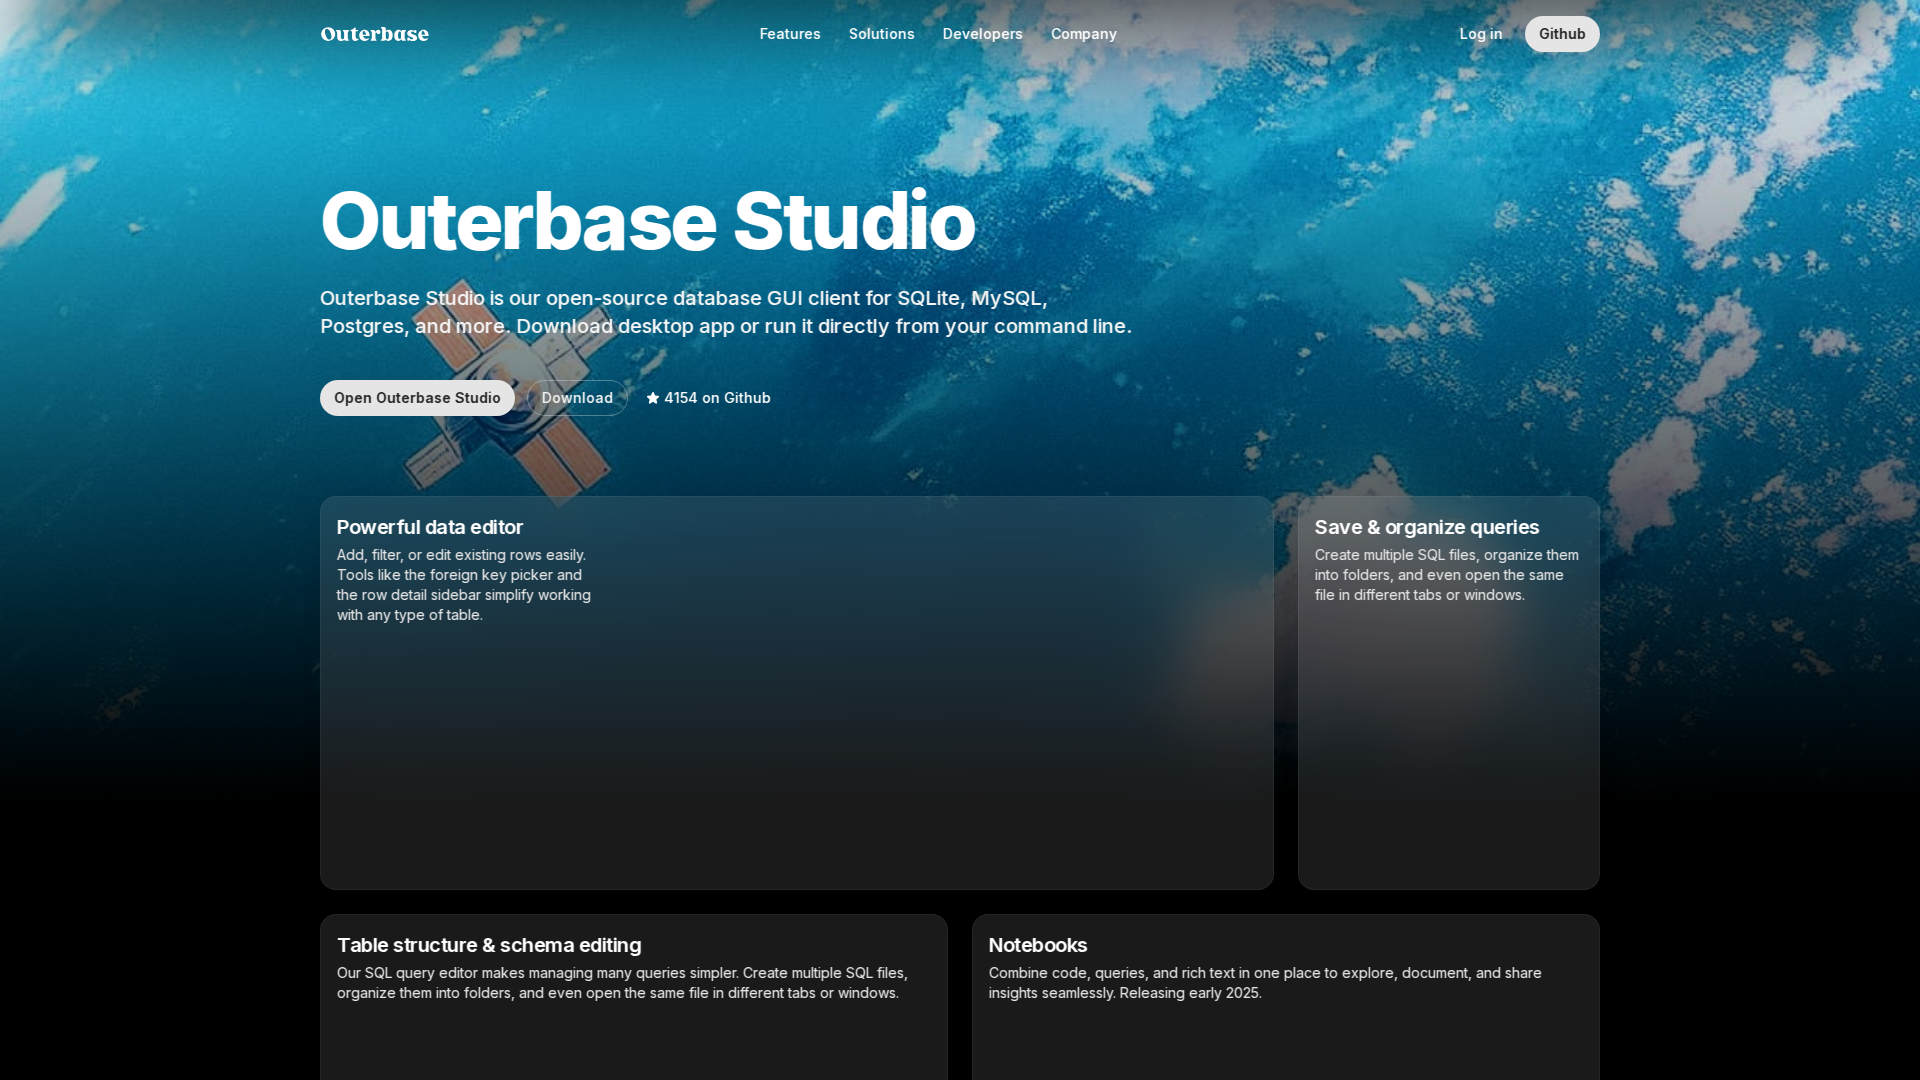 Outerbase
Features
Solutions
Developers
Company
Log in
Github
Outerbase Studio
Outerbase Studio is our open-source database GUI client for SQLite, MySQL,
Postgres, and more. Download desktop app or run it directly from your command line.
Open Outerbase Studio
Download
4154 on Github
Powerful data editor
Add, filter, or edit existing rows easily.
Tools like the foreign key picker and
the row detail sidebar simplify working
with any type of table.
Save & organize queries
Create multiple SQL files, organize them
into folders, and even open the same
file in different tabs or windows.
Table structure & schema editing
Our SQL query editor makes managing many queries simpler. Create multiple SQL files,
organize them into folders, and even open the same file in different tabs or windows.
Notebooks
Combine code, queries, and rich text in one place to explore, document, and share
insights seamlessly. Releasing early 2025.